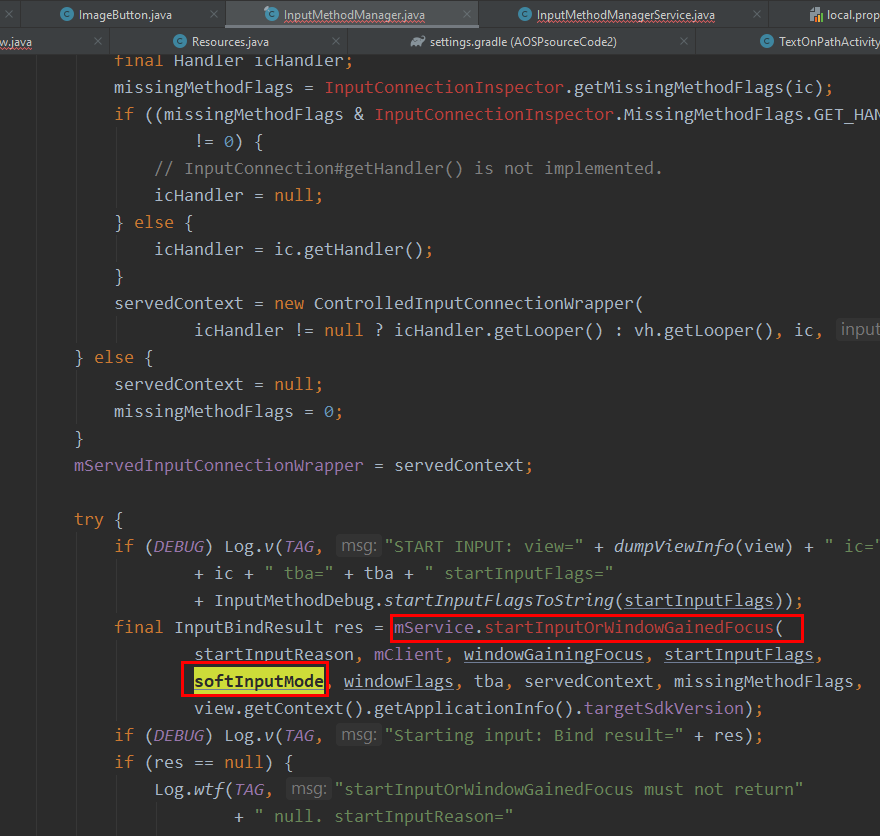 ImageButton.java InputMethodManager.java InputMethodManagerService.java local.prop
w.java Resources.java settings.gradle (AOSPsourceCode2) TextOnPathActivity
final Handler icHandler;
missingMethodFlags = InputConnectionInspector.getMissingMethodFlags(ic);
if ((missingMethodFlags & InputConnectionInspector.MissingMethodFlags.GET_HAN
!= 0) {
// InputConnection#getHandler() is not implemented.
icHandler = null;
} else {
icHandler = ic.getHandler();
}
servedContext = new ControlledInputConnectionWrapper(
icHandler != null ? icHandler.getLooper() : vh.getLooper(), ic, input
} else {
servedContext = null;
missingMethodFlags = 0;
}
mServedInputConnectionWrapper = servedContext;
try {
if (DEBUG) Log.v(TAG, msg: "START INPUT: view=" + dumpViewInfo(view) + " ic="
+ ic + " tba=" + tba + " startInputFlags="
+ InputMethodDebug.startInputFlagsToString(startInputFlags));
final InputBindResult res = mService.startInputOrWindowGainedFocus(
startInputReason, mClient, windowGainingFocus, startInputFlags,
softInputMode, windowFlags, tba, servedContext, missingMethodFlags,
view.getContext().getApplicationInfo().targetSdkVersion);
if (DEBUG) Log.v(TAG, msg: "Starting input: Bind result=" + res);
if (res == null) {
Log.wtf(TAG, msg: "startInputOrWindowGainedFocus must not return"
+ " null. startInputReason="